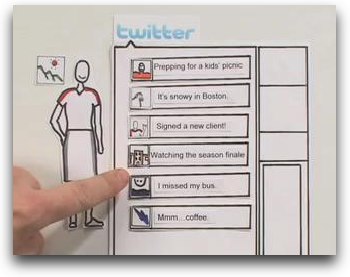 twitter
Prepping for a kids' picnic
It's snowy in Boston.
Signed a new client!
Watching the season finale
I missed my bus.
Mmm...coffee.